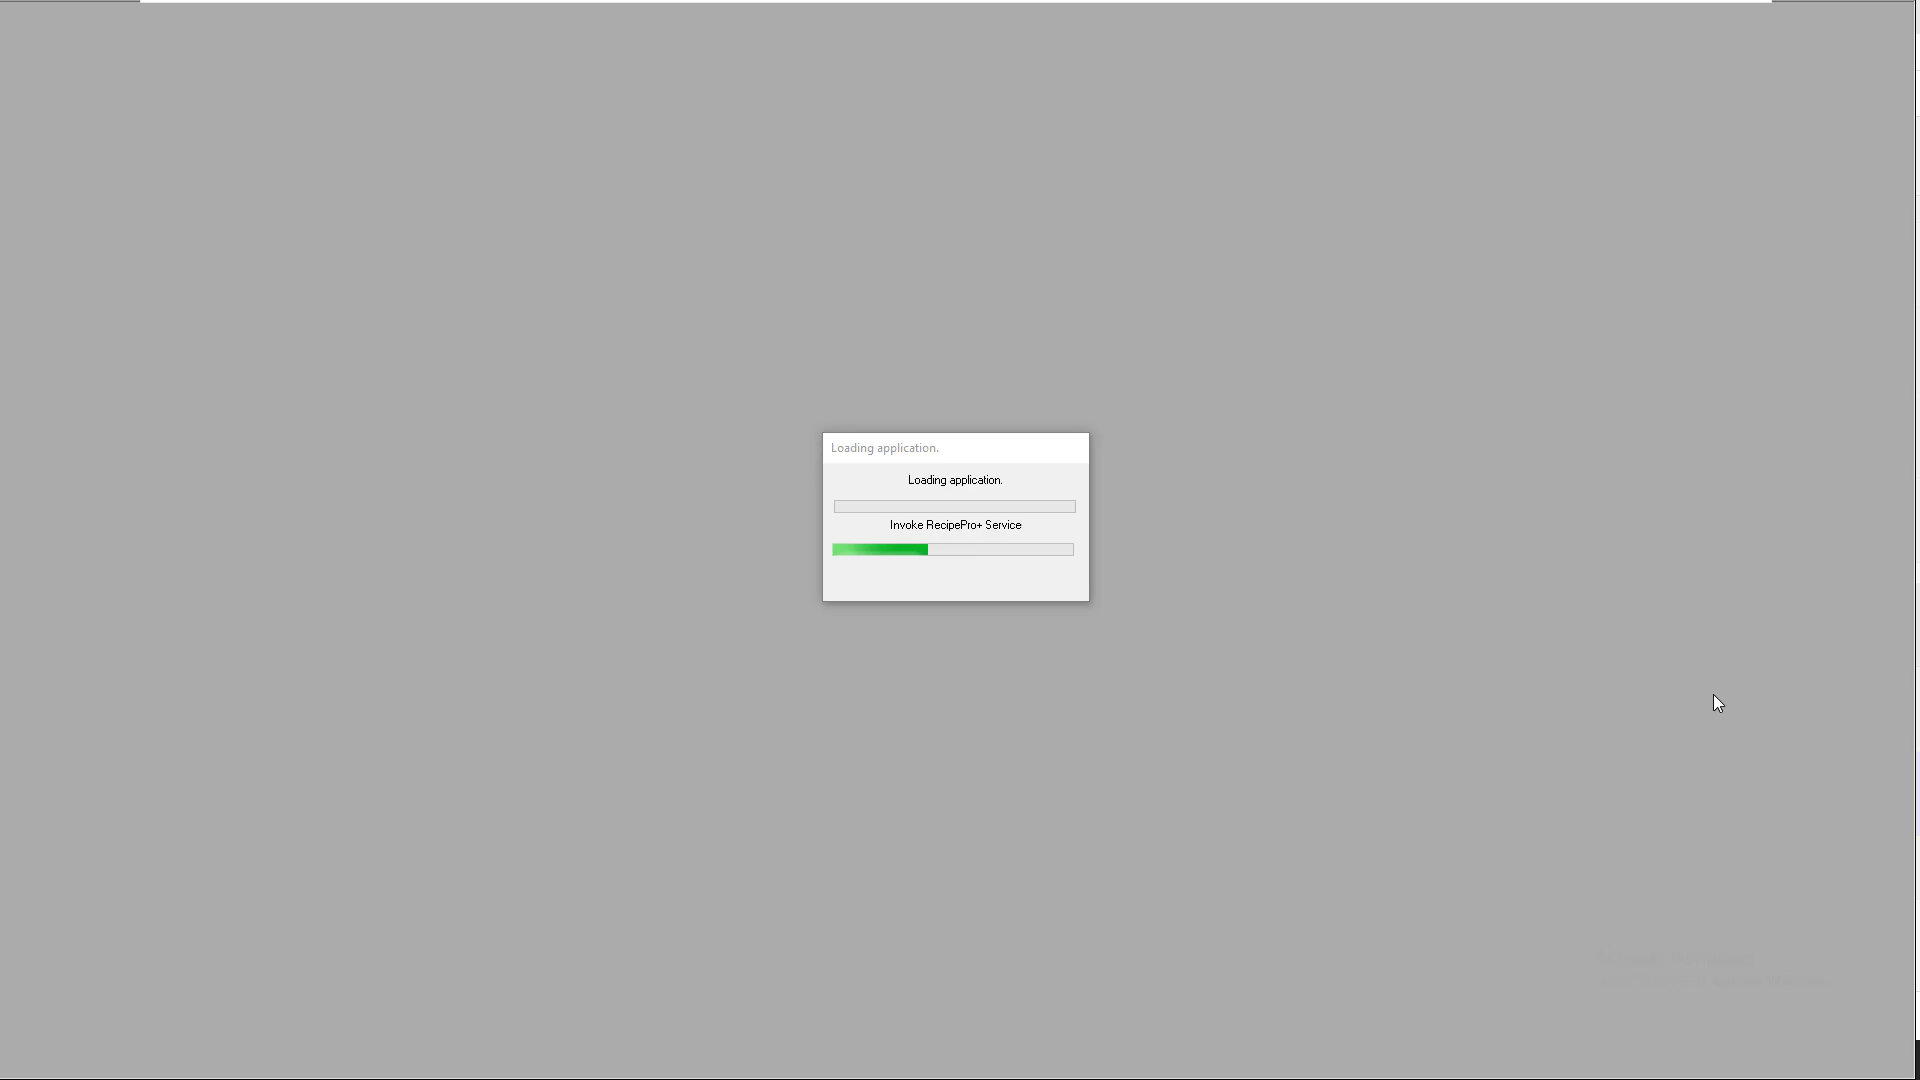 Loading application.
Loading application.
Invoke RecipePro+ Service